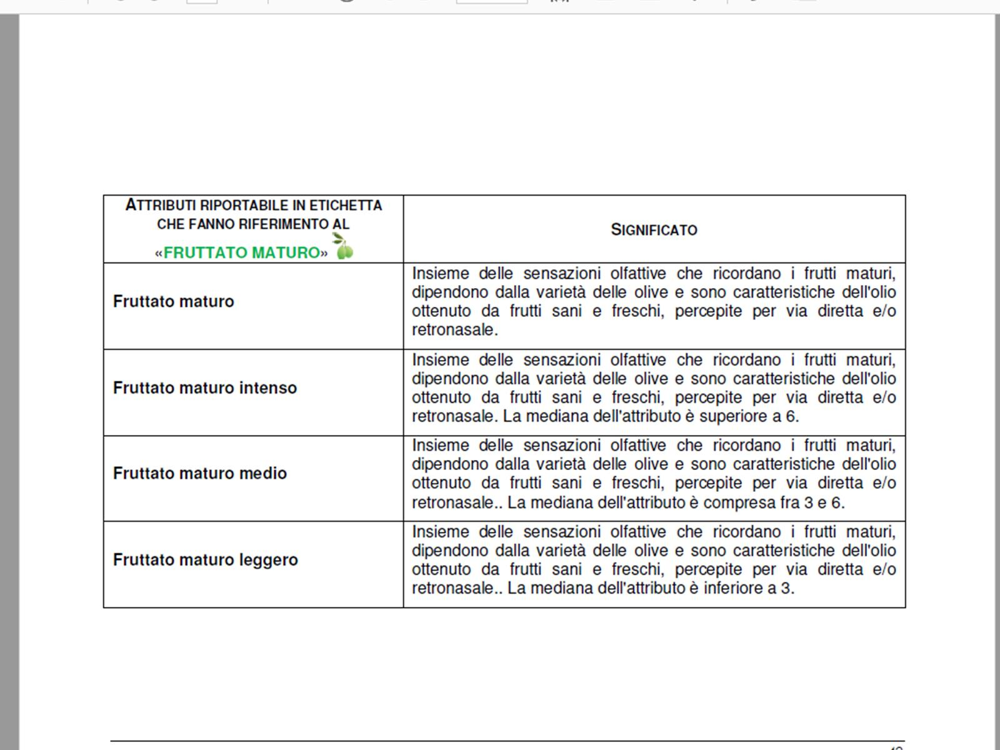 ATTRIBUTI RIPORTABILE IN ETICHETTA
CHE FANNO RIFERIMENTO AL
«FRUTTATO MATURO»
SIGNIFICATO
Fruttato maturo
Insieme delle sensazioni olfattive che ricordano i frutti maturi,
dipendono dalla varietà delle olive e sono caratteristiche dell'olio
ottenuto da frutti sani e freschi, percepite per via diretta e/o
retronasale.
Fruttato maturo intenso
Insieme delle sensazioni olfattive che ricordano i frutti maturi,
dipendono dalla varietà delle olive e sono caratteristiche dell'olio
ottenuto da frutti sani e freschi, percepite per via diretta e/o
retronasale. La mediana dell'attributo è superiore a 6.
Fruttato maturo medio
Insieme delle sensazioni olfattive che ricordano i frutti maturi,
dipendono dalla varietà delle olive e sono caratteristiche dell'olio
ottenuto da frutti sani e freschi, percepite per via diretta e/o
retronasale.. La mediana dell'attributo è compresa fra 3 e 6.
Fruttato maturo leggero
Insieme delle sensazioni olfattive che ricordano i frutti maturi,
dipendono dalla varietà delle olive e sono caratteristiche dell'olio
ottenuto da frutti sani e freschi, percepite per via diretta e/o
retronasale.. La mediana dell'attributo è inferiore a 3.